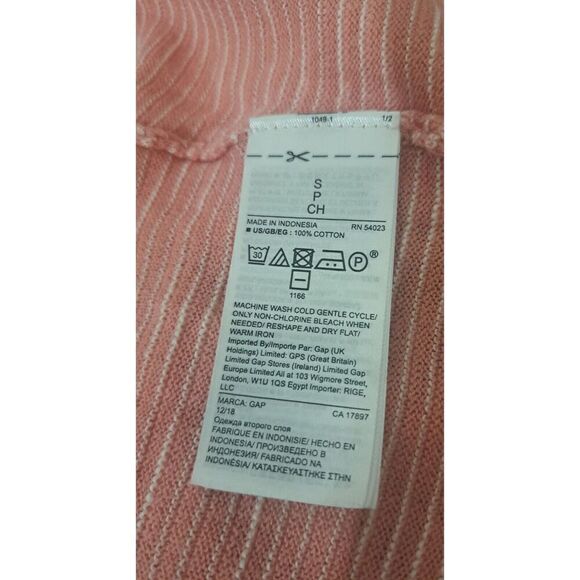 1049-1 1/2
S
P
CH
MADE IN INDONESIA RN 54023
■ US/GB/EG : 100% COTTON
30 P ®
1166
MACHINE WASH COLD GENTLE CYCLE/
ONLY NON-CHLORINE BLEACH WHEN
NEEDED/ RESHAPE AND DRY FLAT/
WARM IRON
Imported By/Importe Par: Gap (UK
Holdings) Limited: GPS (Great Britain)
Limited Gap Stores (Ireland) Limited Gap
Europe Limited All at 103 Wigmore Street,
London, W1U 1QS Egypt Importer: RIGE,
LLC
MARCA: GAP CA 17897
12/18
Одежда второго слоя
FABRIQUE EN INDONISIE/ HECHO EN
INDONESIA/ ПРОИЗВЕДЕНО В
ИНДОНЕЗИЯ/ FABRICADO NA
INDONÉSIA/ ΚΑΤΑΣΚΕΥΑΣΤΗΚΕ ΣΤΗΝ